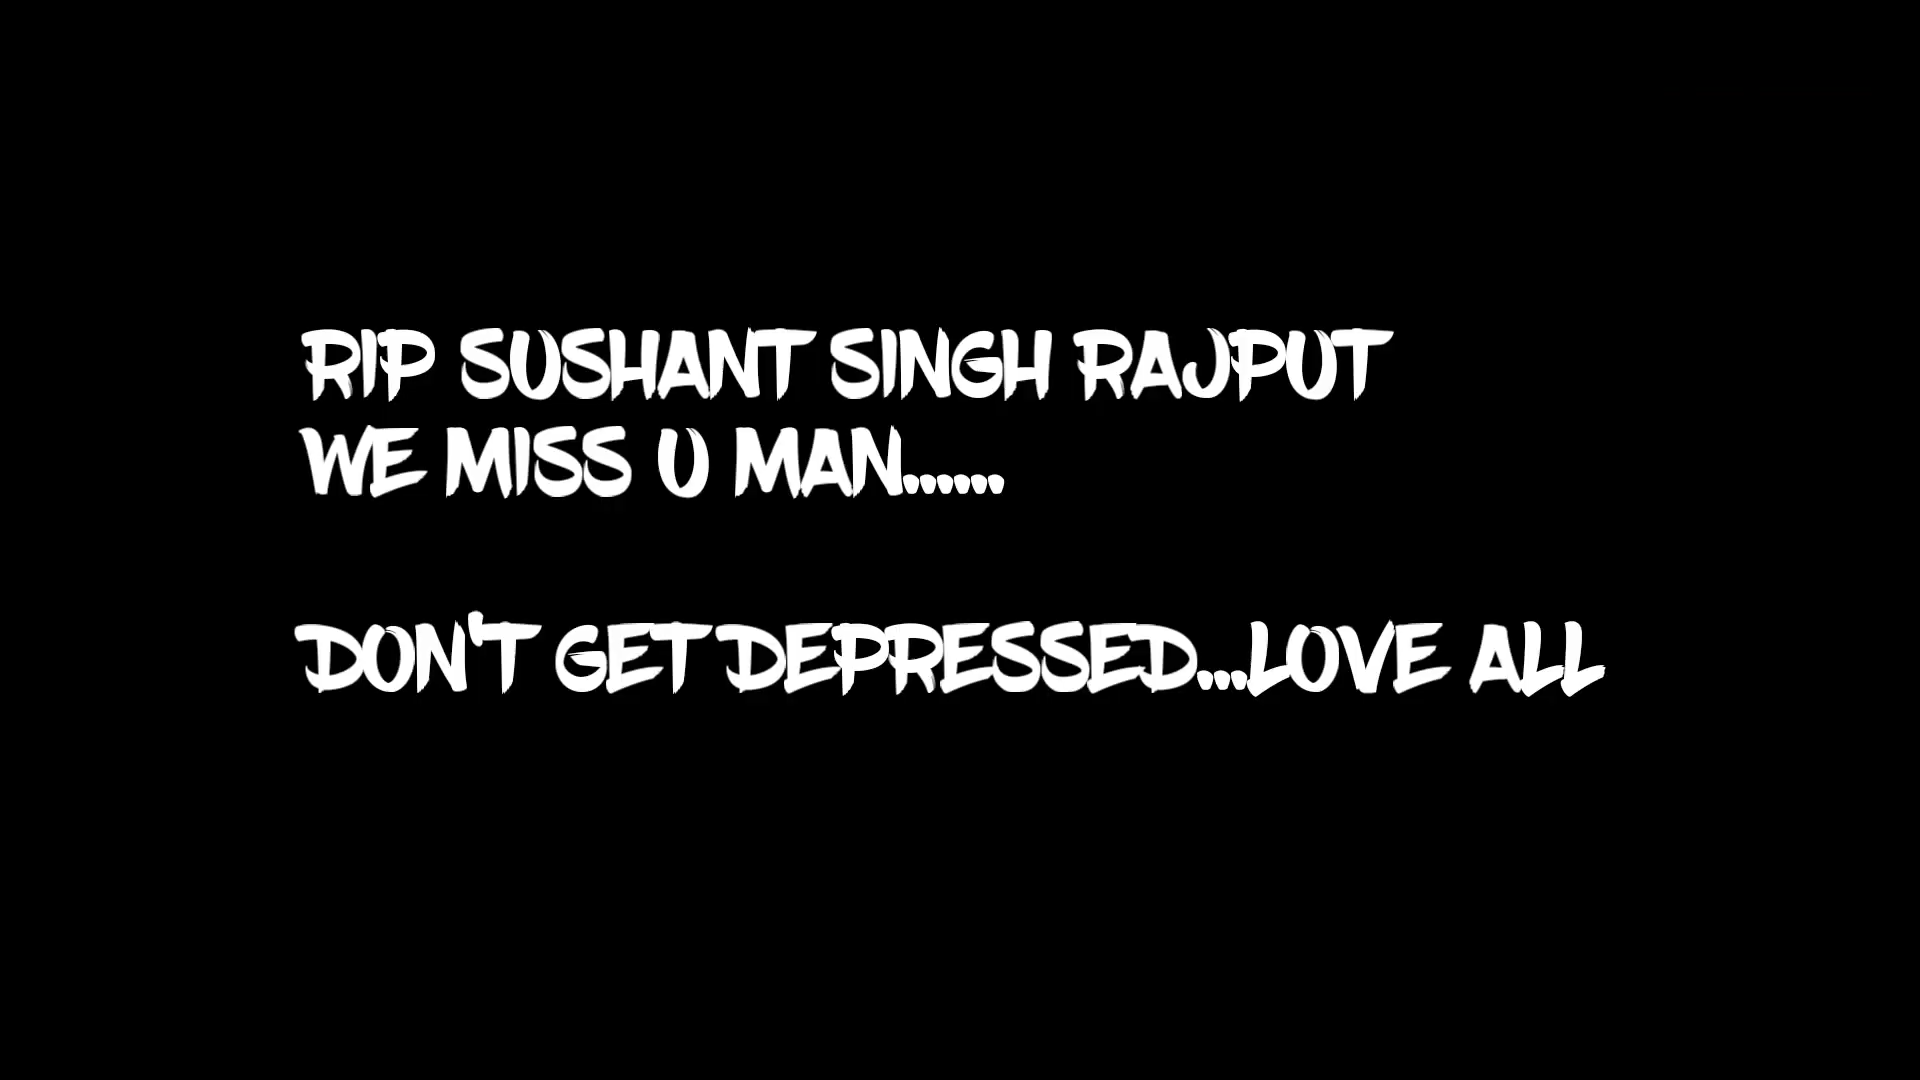 RIP SUSHANT SINGH RAJPUT
WE MISS U MAN......
DON'T GET DEPRESSED...LOVE ALL